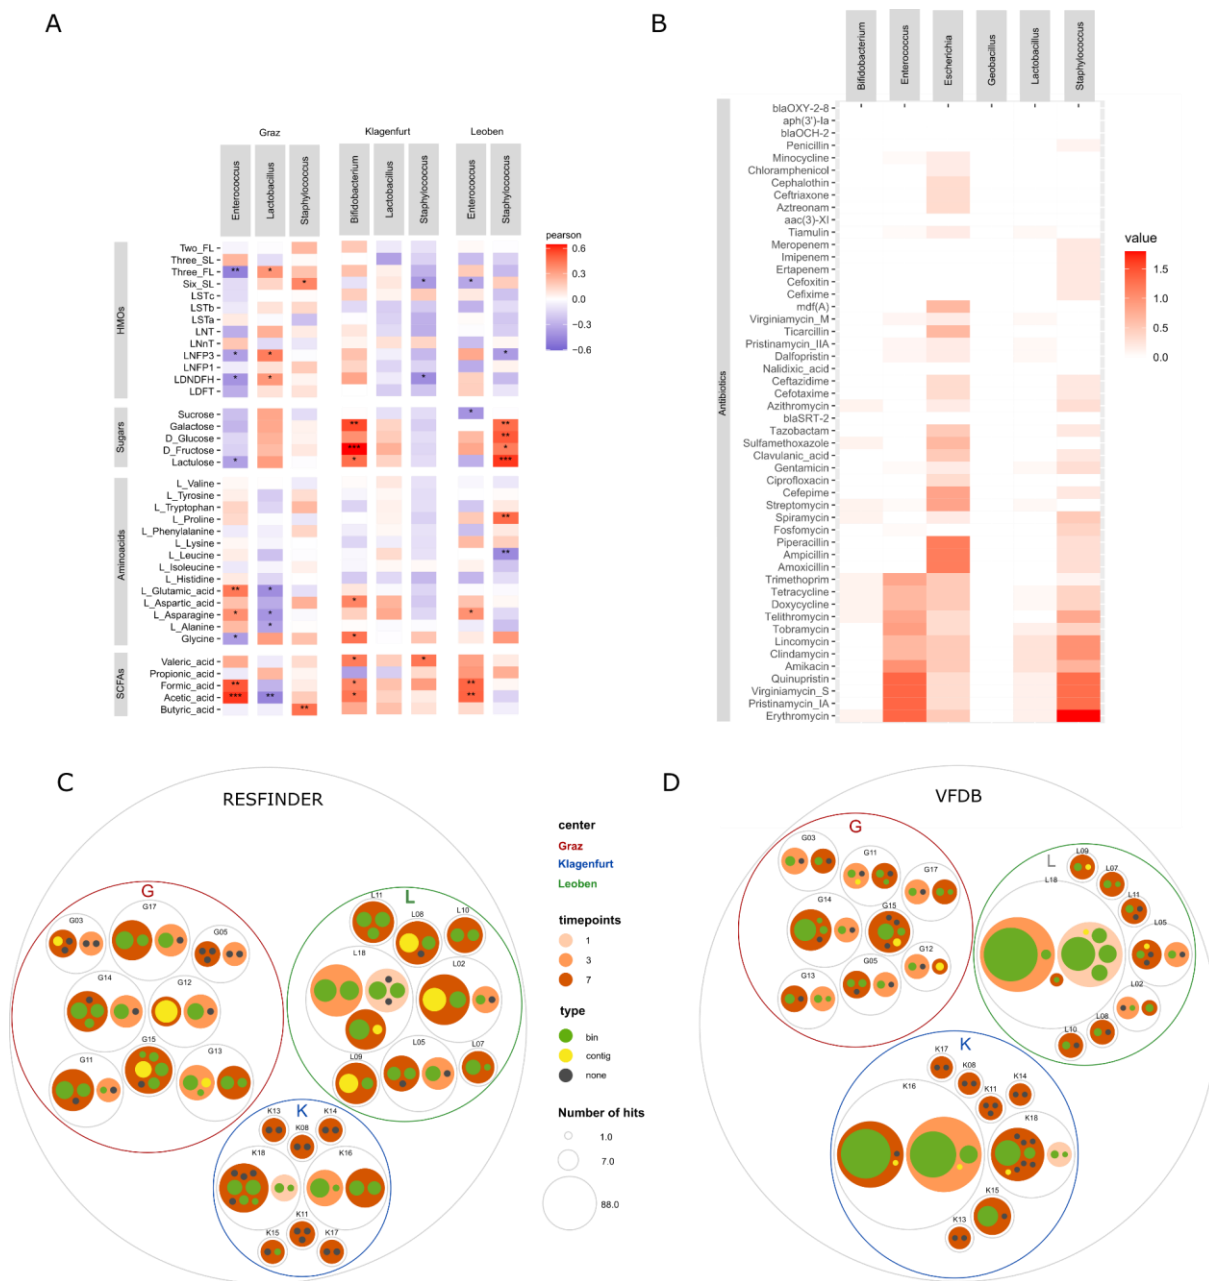 A
Graz
Klagenfurt
Leoben
Enterococcus
Lactobacillus
Staphylococcus
Bifidobacterium
Lactobacillus
Staphylococcus
Enterococcus
Staphylococcus
HMOs
Two_FL
Three_SL
Three_FL
Six_SL
LSTc
LSTb
LSTa
LNT
LNnT
LNFP3
LNFP1
LDNDFH
LDFT
Sugars
Sucrose
Galactose
D_Glucose
D_Fructose
Lactulose
Aminoacids
L_Valine
L_Tyrosine
L_Tryptophan
L_Proline
L_Phenylalanine
L_Lysine
L_Leucine
L_Isoleucine
L_Histidine
L_Glutamic_acid
L_Aspartic_acid
L_Asparagine
L_Alanine
Glycine
SCFAs
Valeric_acid
Propionic_acid
Formic_acid
Acetic_acid
Butyric_acid
pearson
0.6
0.3
0.0
−0.3
−0.6
B
Bifidobacterium
Enterococcus
Escherichia
Geobacillus
Lactobacillus
Staphylococcus
Antibiotics
blaOXY-2-8
aph(3')-Ia
blaOCH-2
Penicillin
Minocycline
Chloramphenicol
Cephalothin
Ceftriaxone
Aztreonam
aac(3)-XI
Tiamulin
Meropenem
Imipenem
Ertapenem
Cefoxitin
Cefixime
mdf(A)
Virginiamycin_M
Ticarcillin
Pristinamycin_IIA
Dalfopristin
Nalidixic_acid
Ceftazidime
Cefotaxime
Azithromycin
blaSRT-2
Tazobactam
Sulfamethoxazole
Clavulanic_acid
Gentamicin
Ciprofloxacin
Cefepime
Streptomycin
Spiramycin
Fosfomycin
Piperacillin
Ampicillin
Amoxicillin
Trimethoprim
Tetracycline
Doxycycline
Telithromycin
Tobramycin
Lincomycin
Clindamycin
Amikacin
Quinupristin
Virginiamycin_S
Pristinamycin_IA
Erythromycin
value
1.5
1.0
0.5
0.0
C
RESFINDER
G
G03
G17
G05
G14
G12
G11
G15
G13
L
L11
L08
L10
L18
L02
L09
L05
L07
K
K13
K08
K14
K18
K16
K15
K11
K17
center
Graz
Klagenfurt
Leoben
timepoints
1
3
7
type
bin
contig
none
Number of hits
1.0
7.0
88.0
D
VFDB
G
G03
G11
G17
G14
G15
G12
G13
G05
L
L09
L07
L18
L11
L05
L02
L10
L08
K
K17
K08
K14
K16
K11
K18
K15
K13